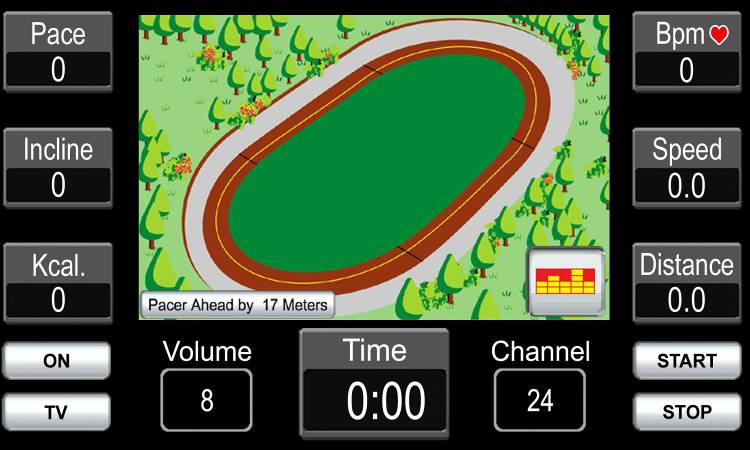 Pace
0
Bpm
0
Incline
0
Speed
0.0
Kcal.
0
Distance
0.0
Pacer Ahead by 17 Meters
ON
TV
Volume
8
Time
0:00
Channel
24
START
STOP